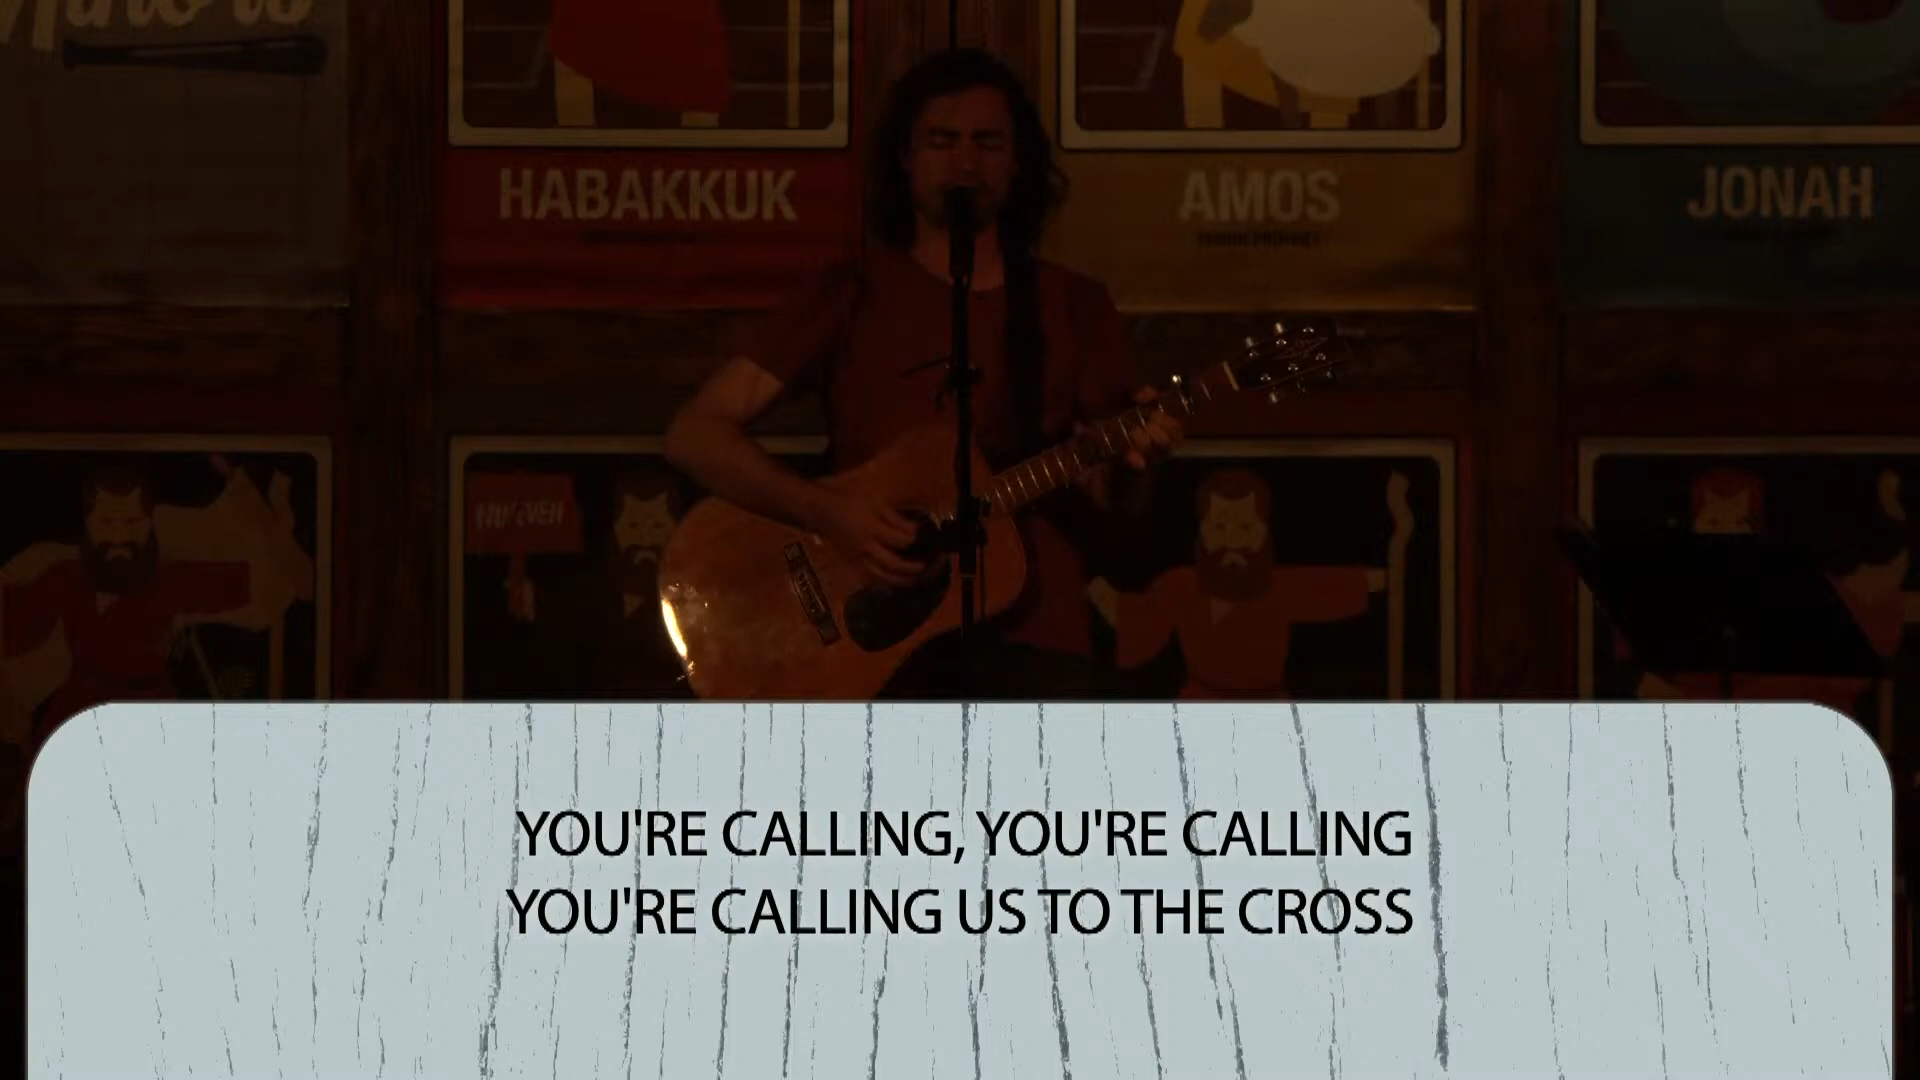 HABAKKUK
AMOS
JONAH
YOU'RE CALLING, YOU'RE CALLING
YOU'RE CALLING US TO THE CROSS